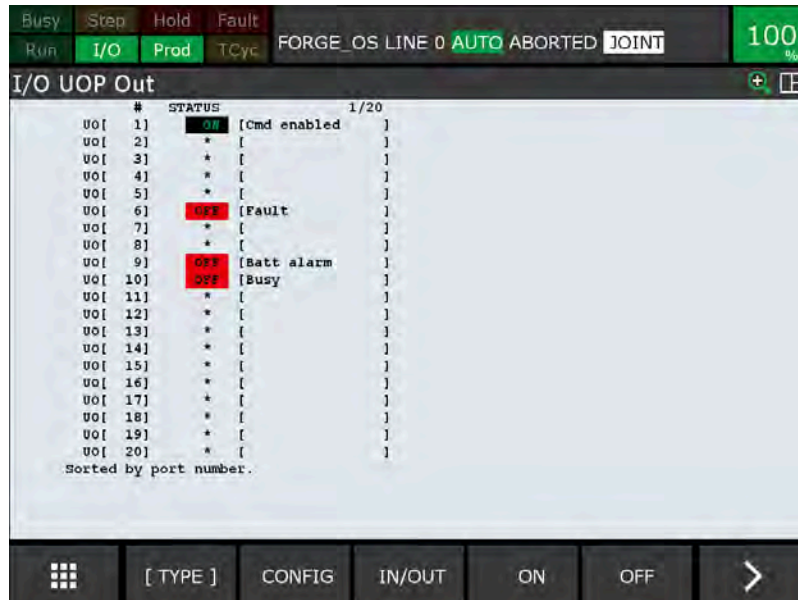 Busy Step Hold Fault
Run I/O Prod TCyc
FORGE_OS LINE 0 AUTO ABORTED JOINT
100 %
I/O UOP Out
# STATUS 1/20
UO[ 1] ON [Cmd enabled ]
UO[ 2] * [ ]
UO[ 3] * [ ]
UO[ 4] * [ ]
UO[ 5] * [ ]
UO[ 6] OFF [Fault ]
UO[ 7] * [ ]
UO[ 8] * [ ]
UO[ 9] OFF [Batt alarm ]
UO[ 10] OFF [Busy ]
UO[ 11] * [ ]
UO[ 12] * [ ]
UO[ 13] * [ ]
UO[ 14] * [ ]
UO[ 15] * [ ]
UO[ 16] * [ ]
UO[ 17] * [ ]
UO[ 18] * [ ]
UO[ 19] * [ ]
UO[ 20] * [ ]
Sorted by port number.
[ TYPE ] CONFIG IN/OUT ON OFF >